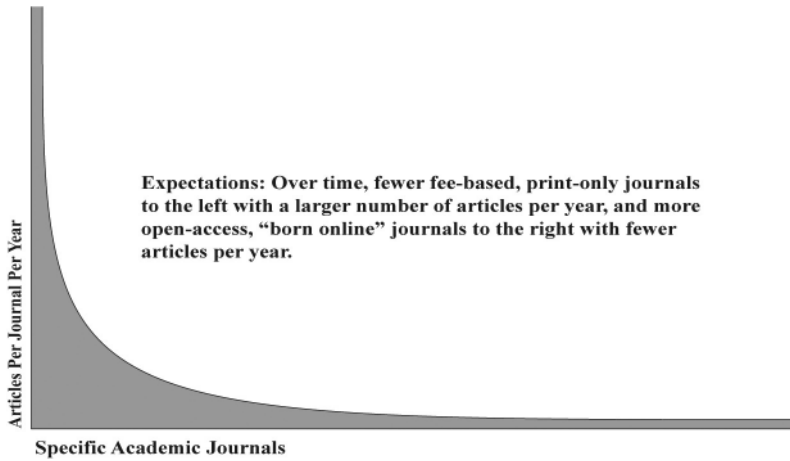 Expectations: Over time, fewer fee-based, print-only journals
to the left with a larger number of articles per year, and more
open-access, “born online” journals to the right with fewer
articles per year.
Articles Per Journal Per Year
Specific Academic Journals